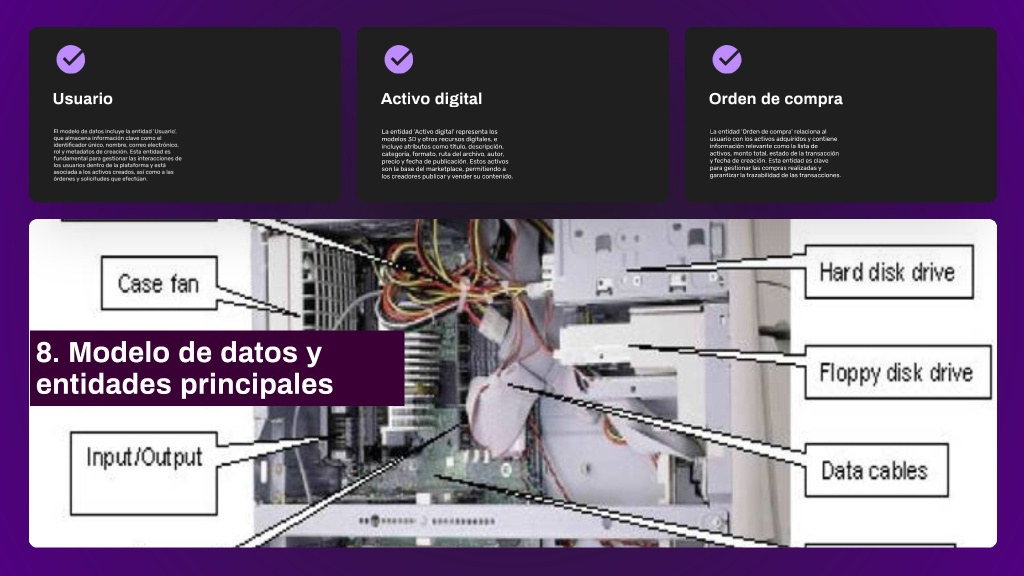 Usuario
El modelo de datos incluye la entidad 'Usuario',
que almacena información clave como el
identificador único, nombre, correo electrónico,
rol y metadatos de creación. Esta entidad es
fundamental para gestionar las interacciones de
los usuarios dentro de la plataforma y está
asociada a los activos creados, así como a las
órdenes y solicitudes que efectúan.
Activo digital
La entidad 'Activo digital' representa los
modelos 3D y otros recursos digitales, e
incluye atributos como título, descripción,
categoría, formato, ruta del archivo, autor,
precio y fecha de publicación. Estos activos
son la base del marketplace, permitiendo a
los creadores publicar y vender su contenido.
Orden de compra
La entidad 'Orden de compra' relaciona al
usuario con los activos adquiridos y contiene
información relevante como la lista de
activos, monto total, estado de la transacción
y fecha de creación. Esta entidad es clave
para gestionar las compras realizadas y
garantizar la trazabilidad de las transacciones.
Case fan
Hard disk drive
8. Modelo de datos y
entidades principales
Floppy disk drive
Input/Output
Data cables